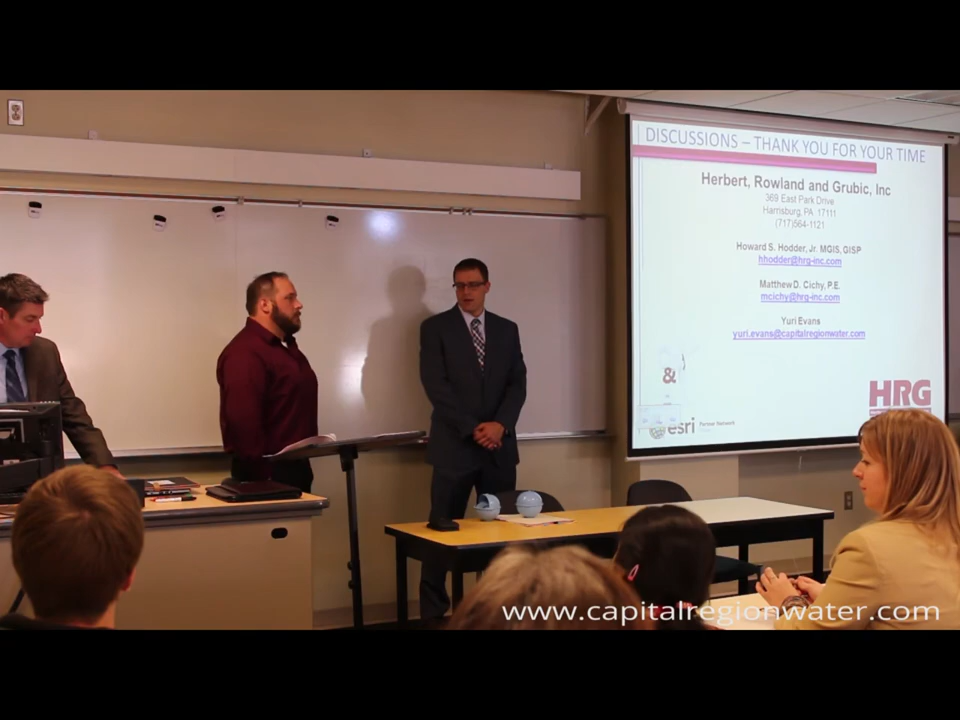 DISCUSSIONS – THANK YOU FOR YOUR TIME
Herbert, Rowland and Grubic, Inc
369 East Park Drive
Harrisburg, PA 17111
(717)564-1121
Howard S. Hodder, Jr. MGIS, GISP
hhodder@hrg-inc.com
Matthew D. Cichy, P.E.
mcichy@hrg-inc.com
Yuri Evans
yuri.evans@capitalregionwater.com
&
HRG
esri Partner Network
www.capitalregionwater.com